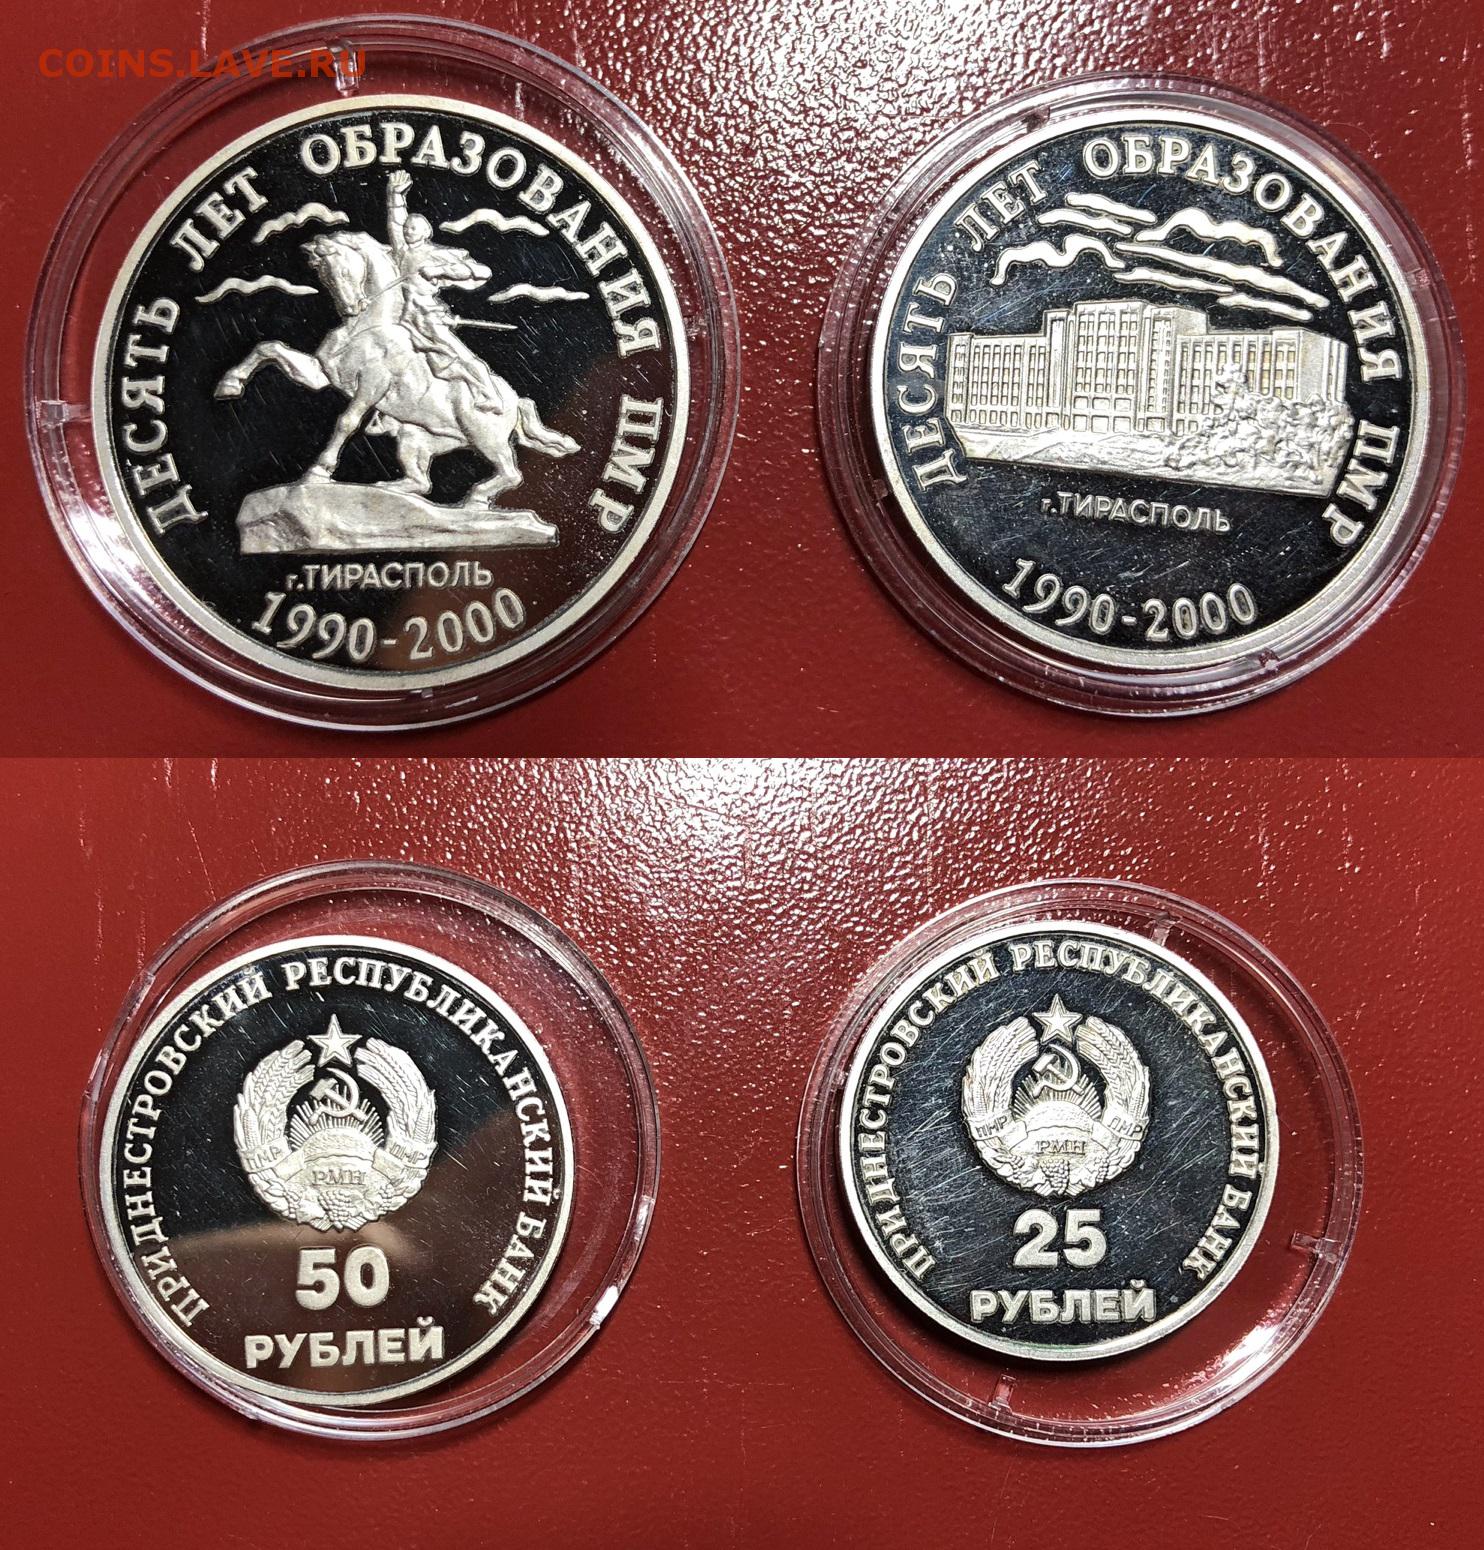 COINS.LAVE.RU
ДЕСЯТЬ ЛЕТ ОБРАЗОВАНИЯ ПМР
г.ТИРАСПОЛЬ
1990-2000
ДЕСЯТЬ ЛЕТ ОБРАЗОВАНИЯ ПМР
г.ТИРАСПОЛЬ
1990-2000
ПРИДНЕСТРОВСКИЙ РЕСПУБЛИКАНСКИЙ БАНК
ПМР РМН ПМР
50
РУБЛЕЙ
ПРИДНЕСТРОВСКИЙ РЕСПУБЛИКАНСКИЙ БАНК
ПМР РМН ПМР
25
РУБЛЕЙ